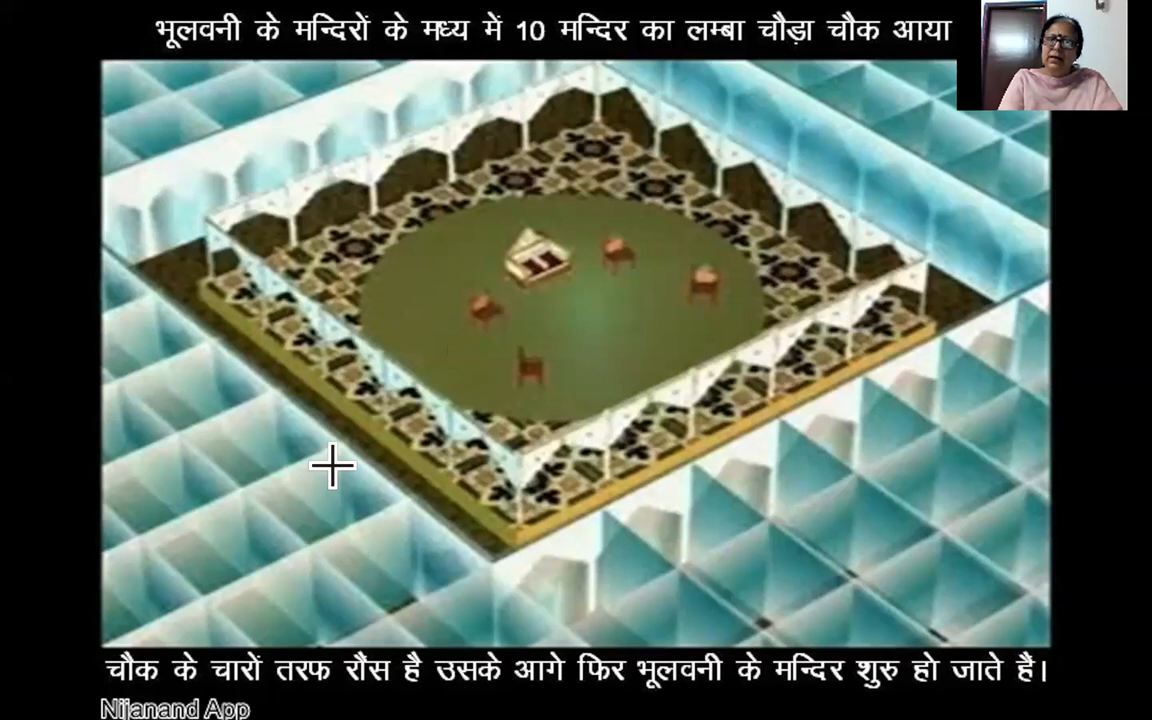 भूलवनी के मन्दिरों के मध्य में 10 मन्दिर का लम्बा चौड़ा चौक आया
चौक के चारों तरफ रौंस है उसके आगे फिर भूलवनी के मन्दिर शुरु हो जाते हैं।
Nijanand App